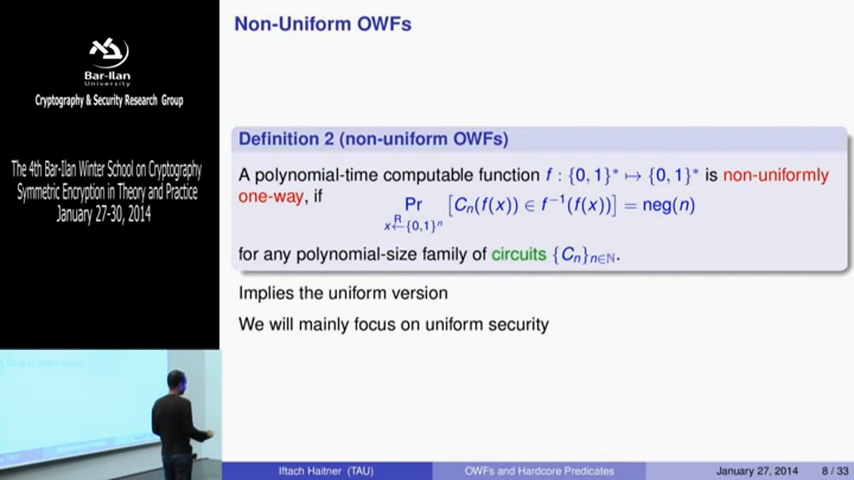 Bar-Ilan
University
Cryptography & Security Research Group
The 4th Bar-Ilan Winter School on Cryptography
Symmetric Encryption in Theory and Practice
January 27-30, 2014
Non-Uniform OWFs
Definition 2 (non-uniform OWFs)
A polynomial-time computable function f : {0, 1}* ↦ {0, 1}* is non-uniformly
one-way, if
Pr [Cₙ(f(x)) ∈ f⁻¹(f(x))] = neg(n)
x ←ᴿ {0,1}ⁿ
for any polynomial-size family of circuits {Cₙ}ₙ∈ℕ.
Implies the uniform version
We will mainly focus on uniform security
Iftach Haitner (TAU) OWFs and Hardcore Predicates January 27, 2014 8 / 33